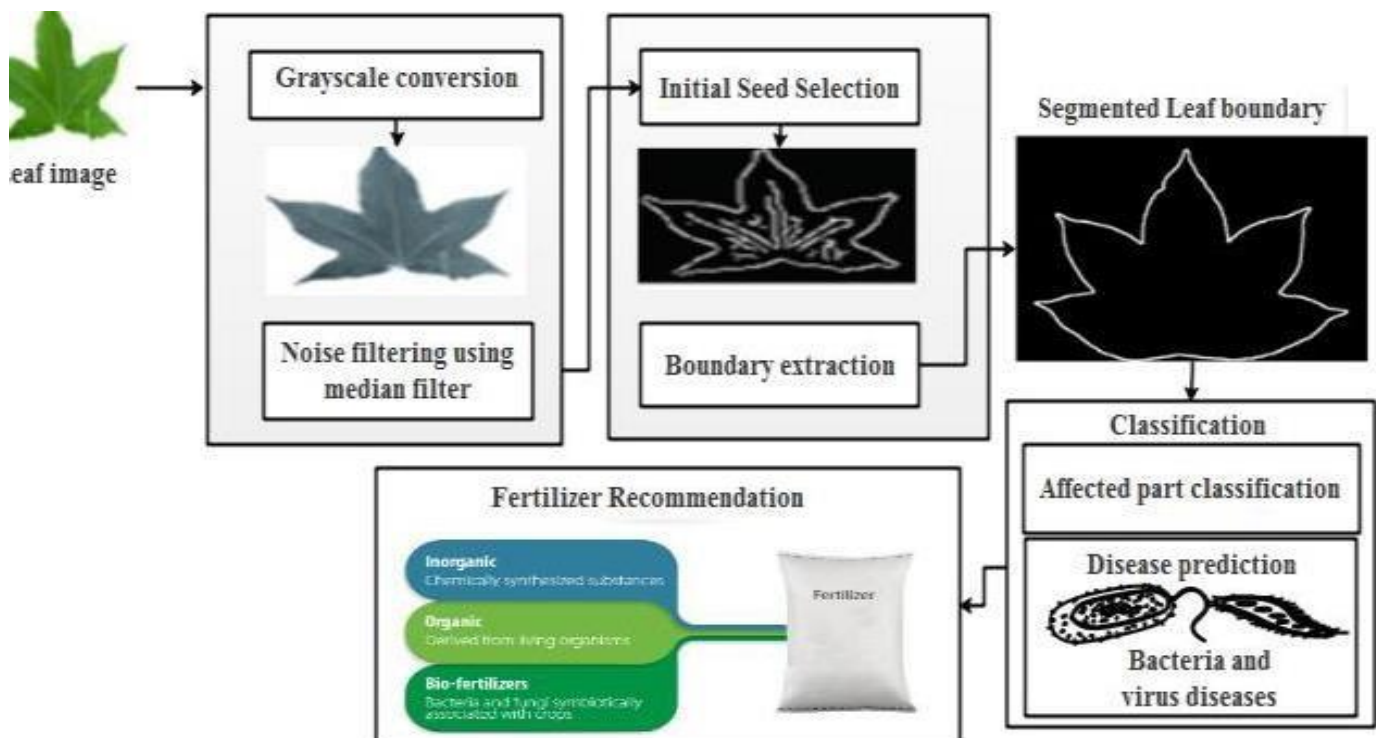 eaf image
Grayscale conversion
Noise filtering using
median filter
Initial Seed Selection
Boundary extraction
Segmented Leaf boundary
Classification
Affected part classification
Disease prediction
Bacteria and
virus diseases
Fertilizer Recommendation
Inorganic
Chemically synthesized substances
Organic
Derived from living organisms
Bio-fertilizers
Bacteria and fungi symbiotically
associated with crops
Fertilizer